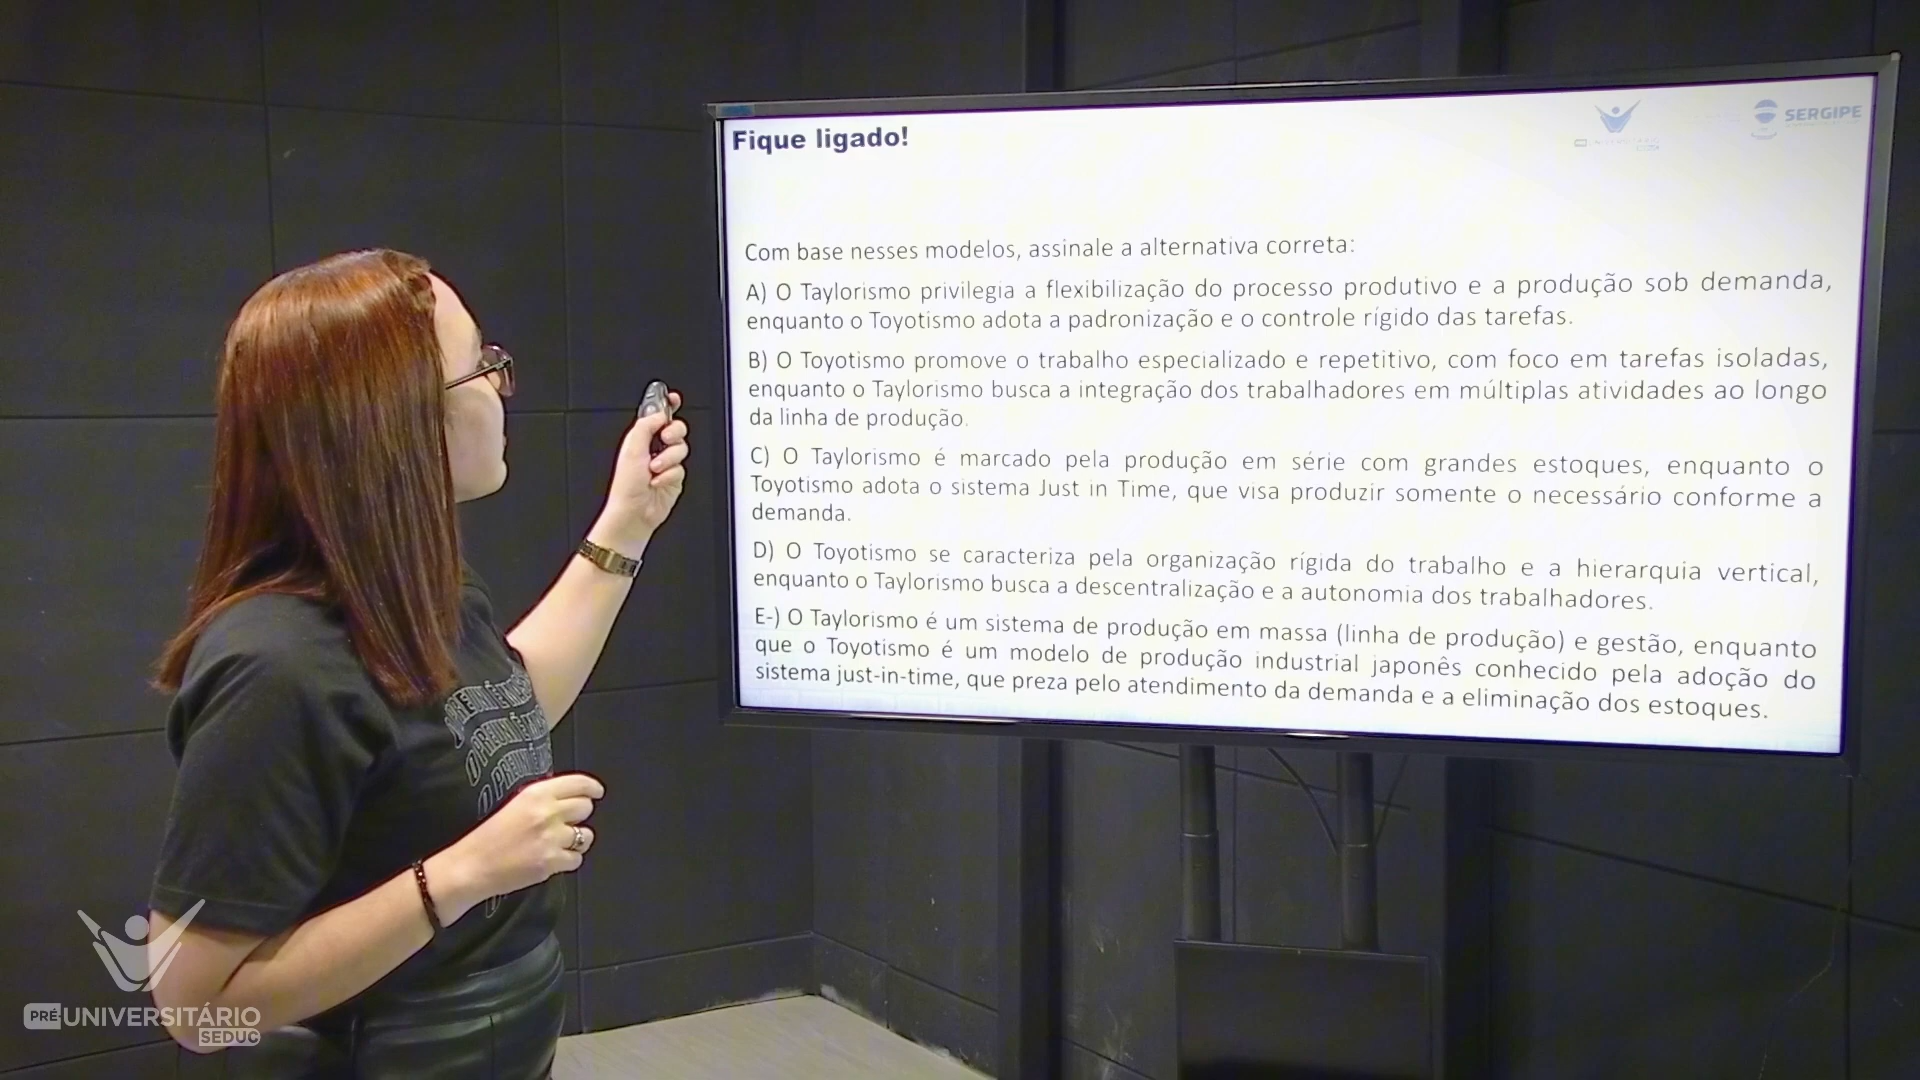 Fique ligado!
SERGIPE
Com base nesses modelos, assinale a alternativa correta:
A) O Taylorismo privilegia a flexibilização do processo produtivo e a produção sob demanda,
enquanto o Toyotismo adota a padronização e o controle rígido das tarefas.
B) O Toyotismo promove o trabalho especializado e repetitivo, com foco em tarefas isoladas,
enquanto o Taylorismo busca a integração dos trabalhadores em múltiplas atividades ao longo
da linha de produção.
C) O Taylorismo é marcado pela produção em série com grandes estoques, enquanto o
Toyotismo adota o sistema Just in Time, que visa produzir somente o necessário conforme a
demanda.
D) O Toyotismo se caracteriza pela organização rígida do trabalho e a hierarquia vertical,
enquanto o Taylorismo busca a descentralização e a autonomia dos trabalhadores.
E-) O Taylorismo é um sistema de produção em massa (linha de produção) e gestão, enquanto
que o Toyotismo é um modelo de produção industrial japonês conhecido pela adoção do
sistema just-in-time, que preza pelo atendimento da demanda e a eliminação dos estoques.
PRÉ-UNIVERSITÁRIO
SEDUC